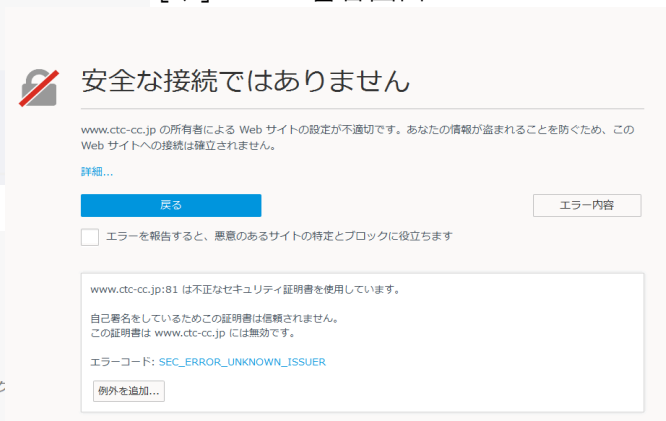 安全な接続ではありません
www.ctc-cc.jp の所有者による Web サイトの設定が不適切です。あなたの情報が盗まれることを防ぐため、この
Web サイトへの接続は確立されません。
詳細...
戻る
エラー内容
エラーを報告すると、悪意のあるサイトの特定とブロックに役立ちます
www.ctc-cc.jp:81 は不正なセキュリティ証明書を使用しています。
自己署名をしているためこの証明書は信頼されません。
この証明書は www.ctc-cc.jp には無効です。
エラーコード: SEC_ERROR_UNKNOWN_ISSUER
例外を追加...